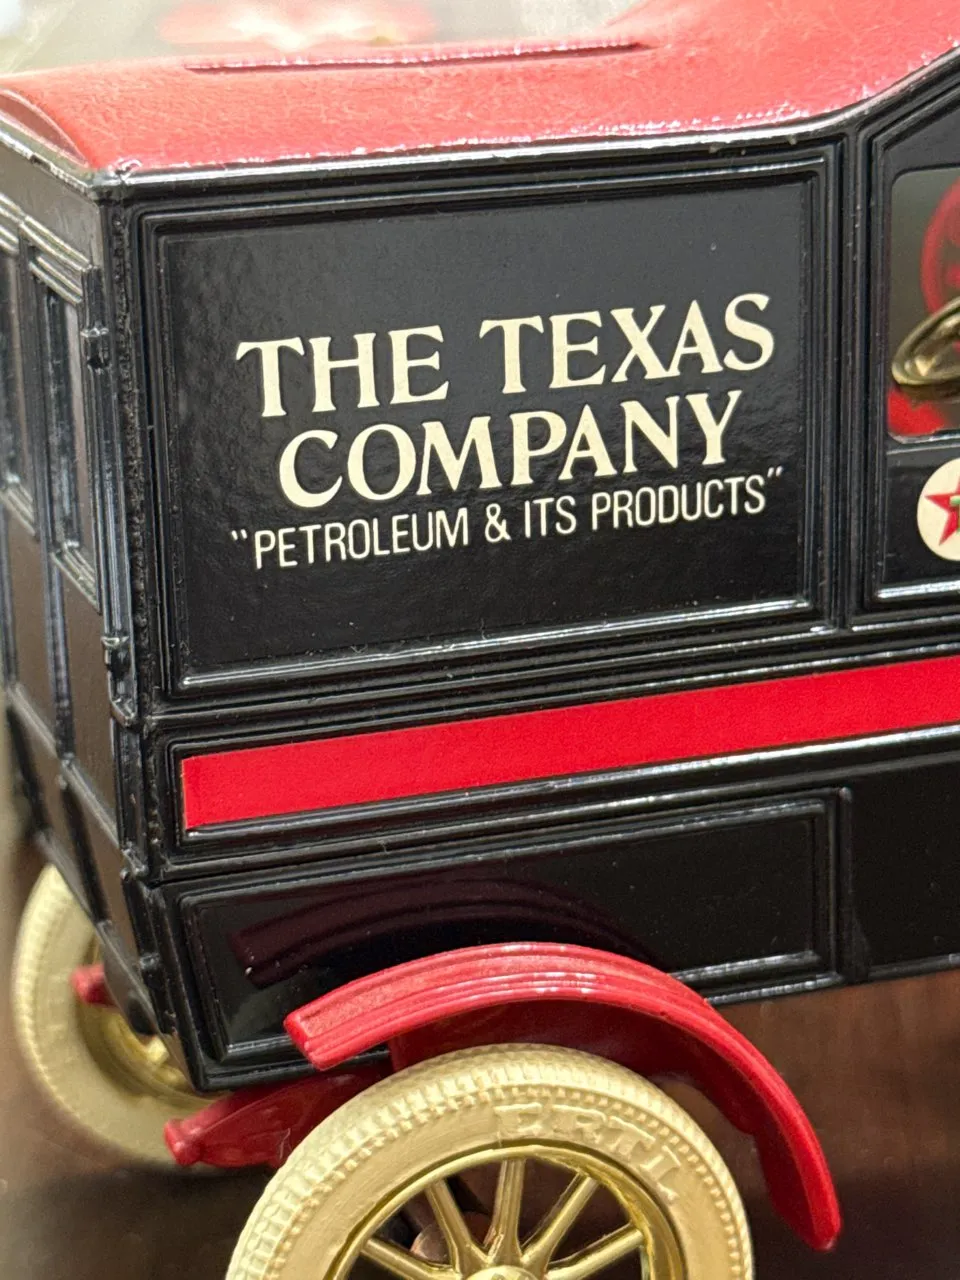 THE TEXAS
COMPANY
"PETROLEUM & ITS PRODUCTS"
ERTL